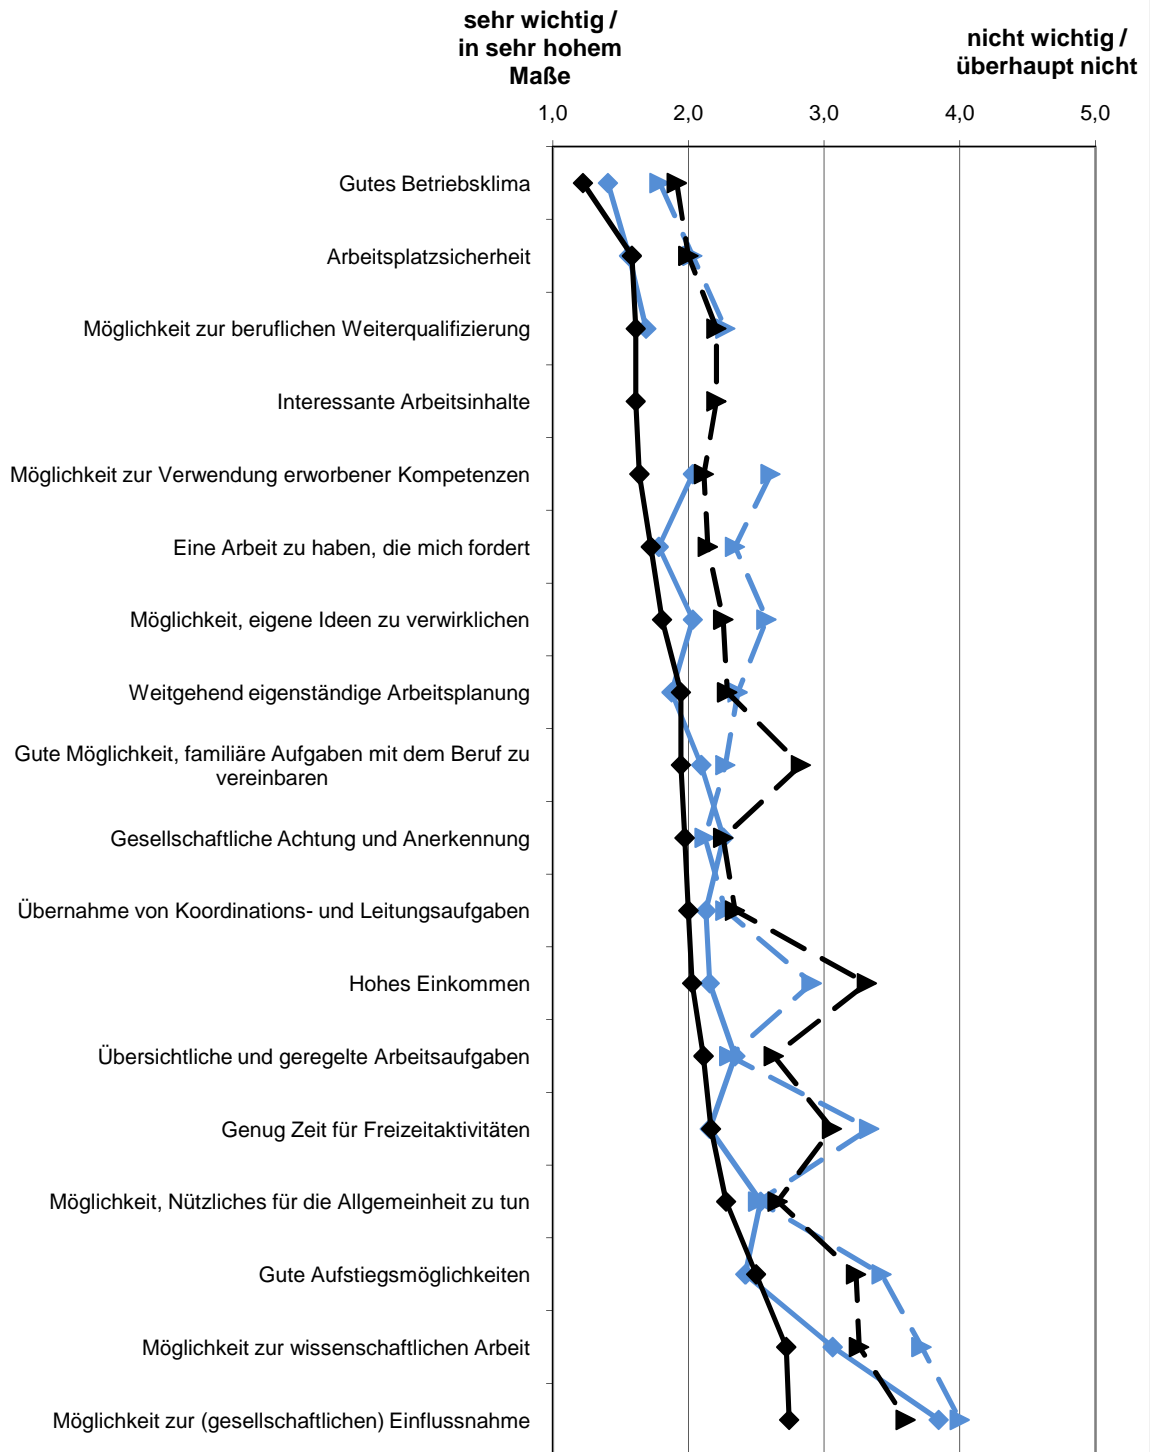 sehr wichtig /
in sehr hohem
Maße
nicht wichtig /
überhaupt nicht
1,0 2,0 3,0 4,0 5,0
Gutes Betriebsklima
Arbeitsplatzsicherheit
Möglichkeit zur beruflichen Weiterqualifizierung
Interessante Arbeitsinhalte
Möglichkeit zur Verwendung erworbener Kompetenzen
Eine Arbeit zu haben, die mich fordert
Möglichkeit, eigene Ideen zu verwirklichen
Weitgehend eigenständige Arbeitsplanung
Gute Möglichkeit, familiäre Aufgaben mit dem Beruf zu
vereinbaren
Gesellschaftliche Achtung und Anerkennung
Übernahme von Koordinations- und Leitungsaufgaben
Hohes Einkommen
Übersichtliche und geregelte Arbeitsaufgaben
Genug Zeit für Freizeitaktivitäten
Möglichkeit, Nützliches für die Allgemeinheit zu tun
Gute Aufstiegsmöglichkeiten
Möglichkeit zur wissenschaftlichen Arbeit
Möglichkeit zur (gesellschaftlichen) Einflussnahme